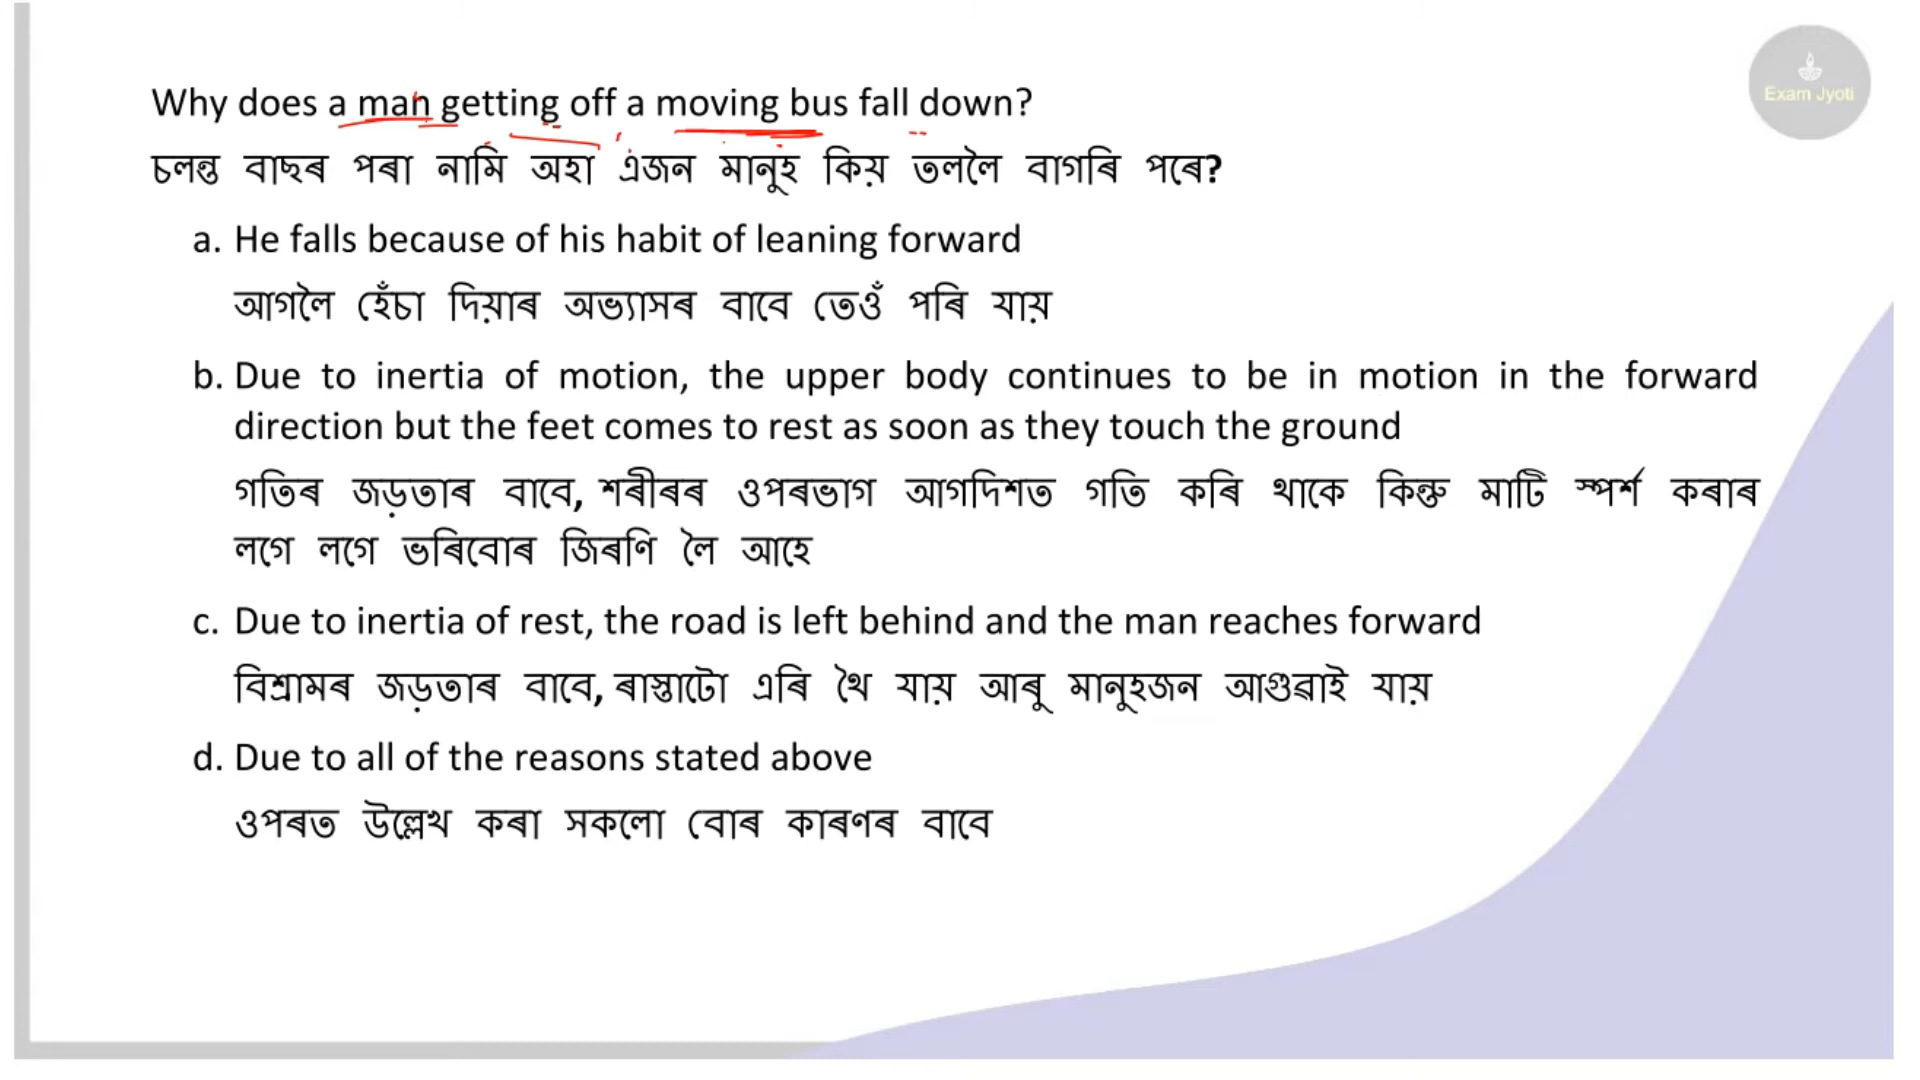 Exam Jyoti
Why does a man getting off a moving bus fall down?
চলন্ত বাছৰ পৰা নামি অহা এজন মানুহ কিয় তললৈ বাগৰি পৰে?
a. He falls because of his habit of leaning forward
আগলৈ হেঁচা দিয়াৰ অভ্যাসৰ বাবে তেওঁ পৰি যায়
b. Due to inertia of motion, the upper body continues to be in motion in the forward
direction but the feet comes to rest as soon as they touch the ground
গতিৰ জড়তাৰ বাবে, শৰীৰৰ ওপৰভাগ আগদিশত গতি কৰি থাকে কিন্তু মাটি স্পৰ্শ কৰাৰ
লগে লগে ভৰিবোৰ জিৰণি লৈ আহে
c. Due to inertia of rest, the road is left behind and the man reaches forward
বিশ্ৰামৰ জড়তাৰ বাবে, ৰাস্তাটো এৰি থৈ যায় আৰু মানুহজন আগুৱাই যায়
d. Due to all of the reasons stated above
ওপৰত উল্লেখ কৰা সকলো বোৰ কাৰণৰ বাবে